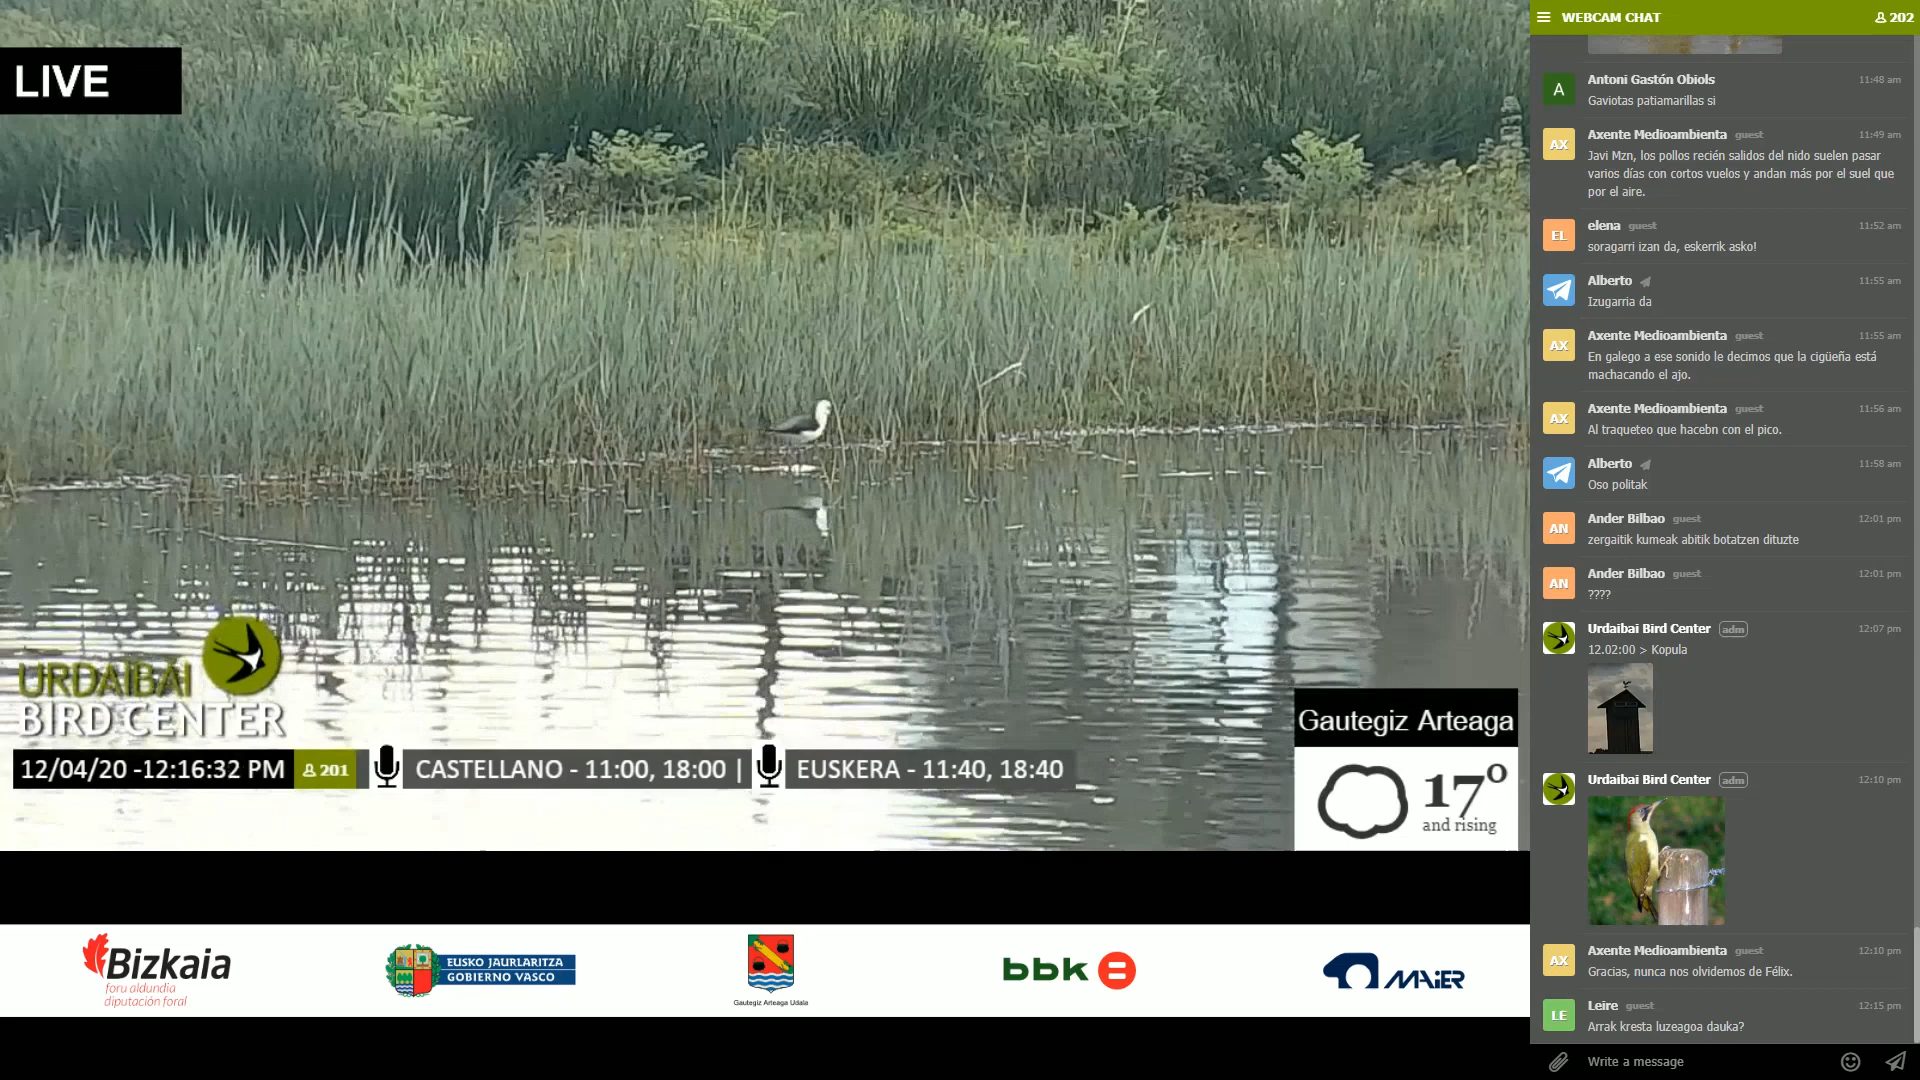 LIVE
URDAIBAI
BIRD CENTER
12/04/20 -12:16:32 PM 201 CASTELLANO - 11:00, 18:00 | EUSKERA - 11:40, 18:40
Gautegiz Arteaga
17º
and rising
Bizkaia
foru aldundia
diputación foral
EUSKO JAURLARITZA
GOBIERNO VASCO
Gautegiz Arteaga Udala
bbk
MAIER
WEBCAM CHAT 202
A Antoni Gastón Obiols 11:48 am
Gaviotas patiamarillas si
AX Axente Medioambienta guest 11:49 am
Javi Mzn, los pollos recién salidos del nido suelen pasar
varios días con cortos vuelos y andan más por el suel que
por el aire.
EL elena guest 11:52 am
soragarri izan da, eskerrik asko!
Alberto 11:55 am
Izugarria da
AX Axente Medioambienta guest 11:55 am
En galego a ese sonido le decimos que la cigüeña está
machacando el ajo.
AX Axente Medioambienta guest 11:56 am
Al traqueteo que hacebn con el pico.
Alberto 11:58 am
Oso politak
AN Ander Bilbao guest 12:01 pm
zergaitik kumeak abitik botatzen dituzte
AN Ander Bilbao guest 12:01 pm
????
Urdaibai Bird Center adm 12:07 pm
12.02:00 > Kopula
Urdaibai Bird Center adm 12:10 pm
AX Axente Medioambienta guest 12:10 pm
Gracias, nunca nos olvidemos de Félix.
LE Leire guest 12:15 pm
Arrak kresta luzeagoa dauka?
Write a message